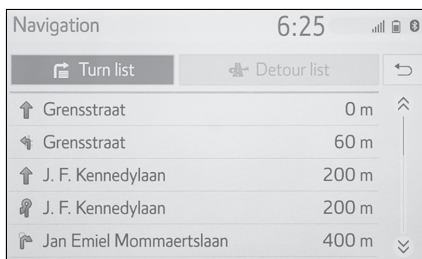 Navigation 6:25
Turn list Detour list
Grensstraat 0 m
Grensstraat 60 m
J. F. Kennedylaan 200 m
J. F. Kennedylaan 200 m
Jan Emiel Mommaertslaan 400 m